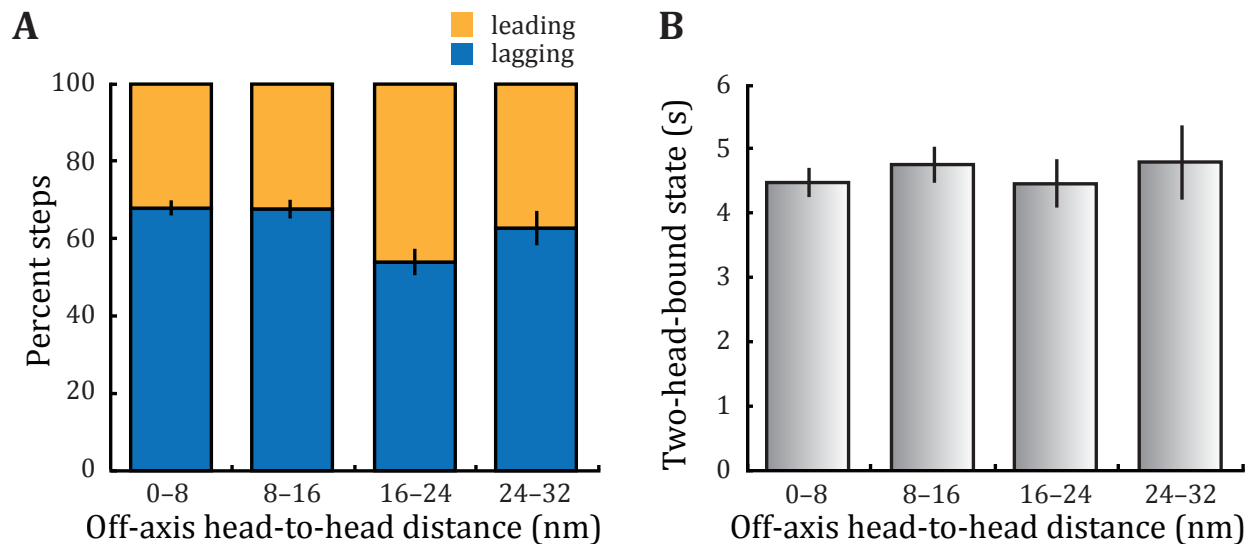 A
leading
lagging
Percent steps
100
80
60
40
20
0
0–8
8–16
16–24
24–32
Off-axis head-to-head distance (nm)
B
Two-head-bound state (s)
6
5
4
3
2
1
0
0–8
8–16
16–24
24–32
Off-axis head-to-head distance (nm)